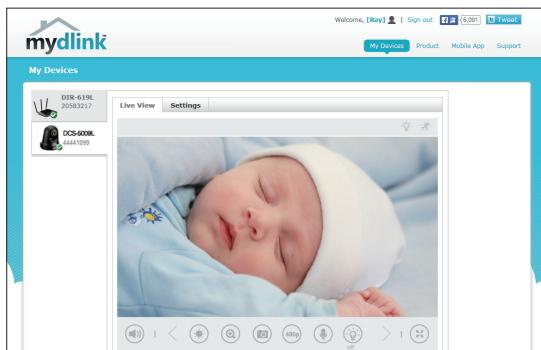 Welcome, [Ray] | Sign out 6,091 Tweet
mydlink
My Devices Product Mobile App Support
My Devices
DIR-619L
20583217
DCS-5009L
44441099
Live View Settings
480p